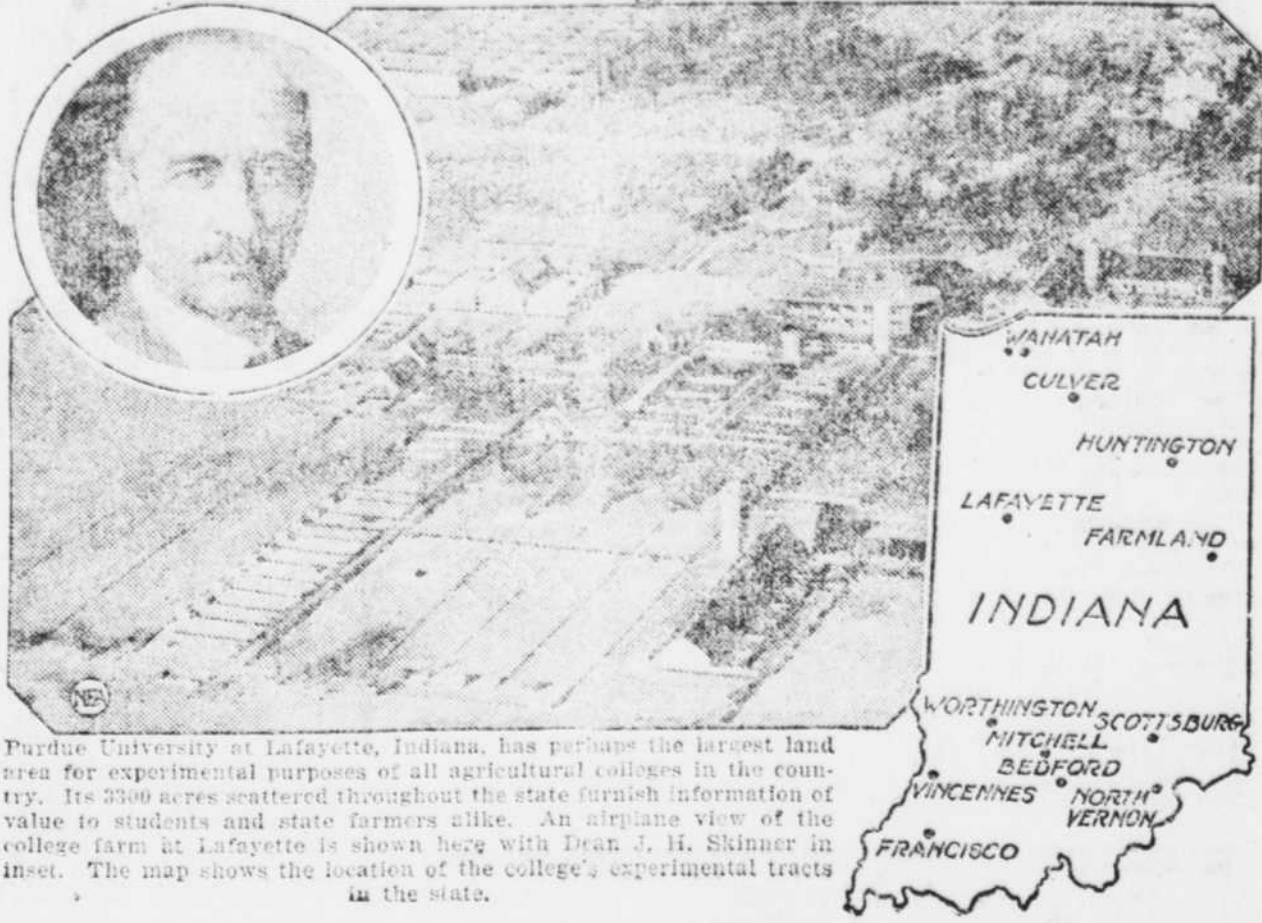 WANATAH
CULVER
HUNTINGTON
LAFAYETTE
FARMLAND
INDIANA
WORTHINGTON
SCOTTSBURG
MITCHELL
BEDFORD
VINCENNES
NORTH
VERNON
FRANCISCO
NEA
Purdue University at Lafayette, Indiana, has perhaps the largest land
area for experimental purposes of all agricultural colleges in the coun-
try. Its 3300 acres scattered throughout the state furnish information of
value to students and state farmers alike. An airplane view of the
college farm at Lafayette is shown here with Dean J. H. Skinner in
inset. The map shows the location of the college's experimental tracts
in the state.